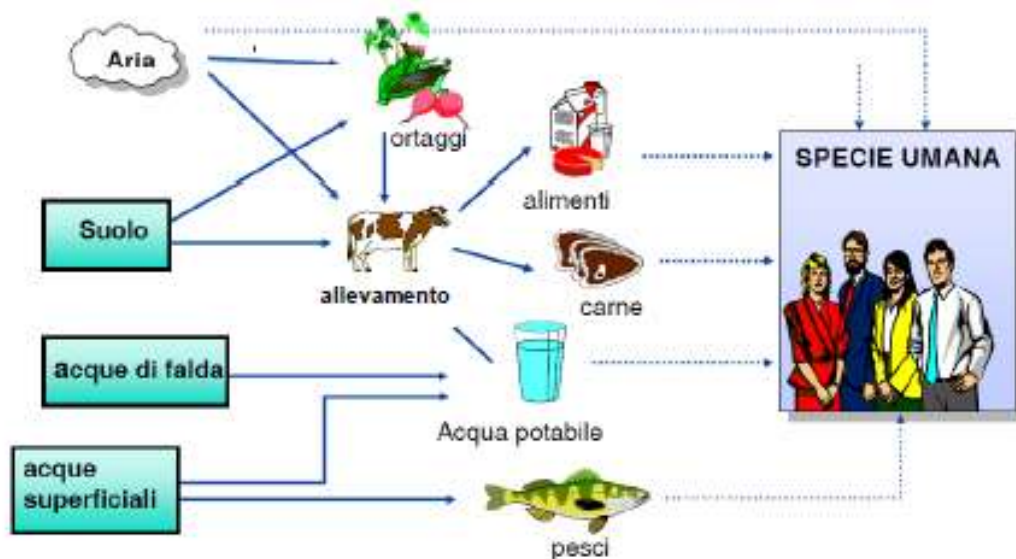 Aria
ortaggi
SPECIE UMANA
alimenti
Suolo
allevamento
carne
acque di falda
Acqua potabile
acque
superficiali
pesci